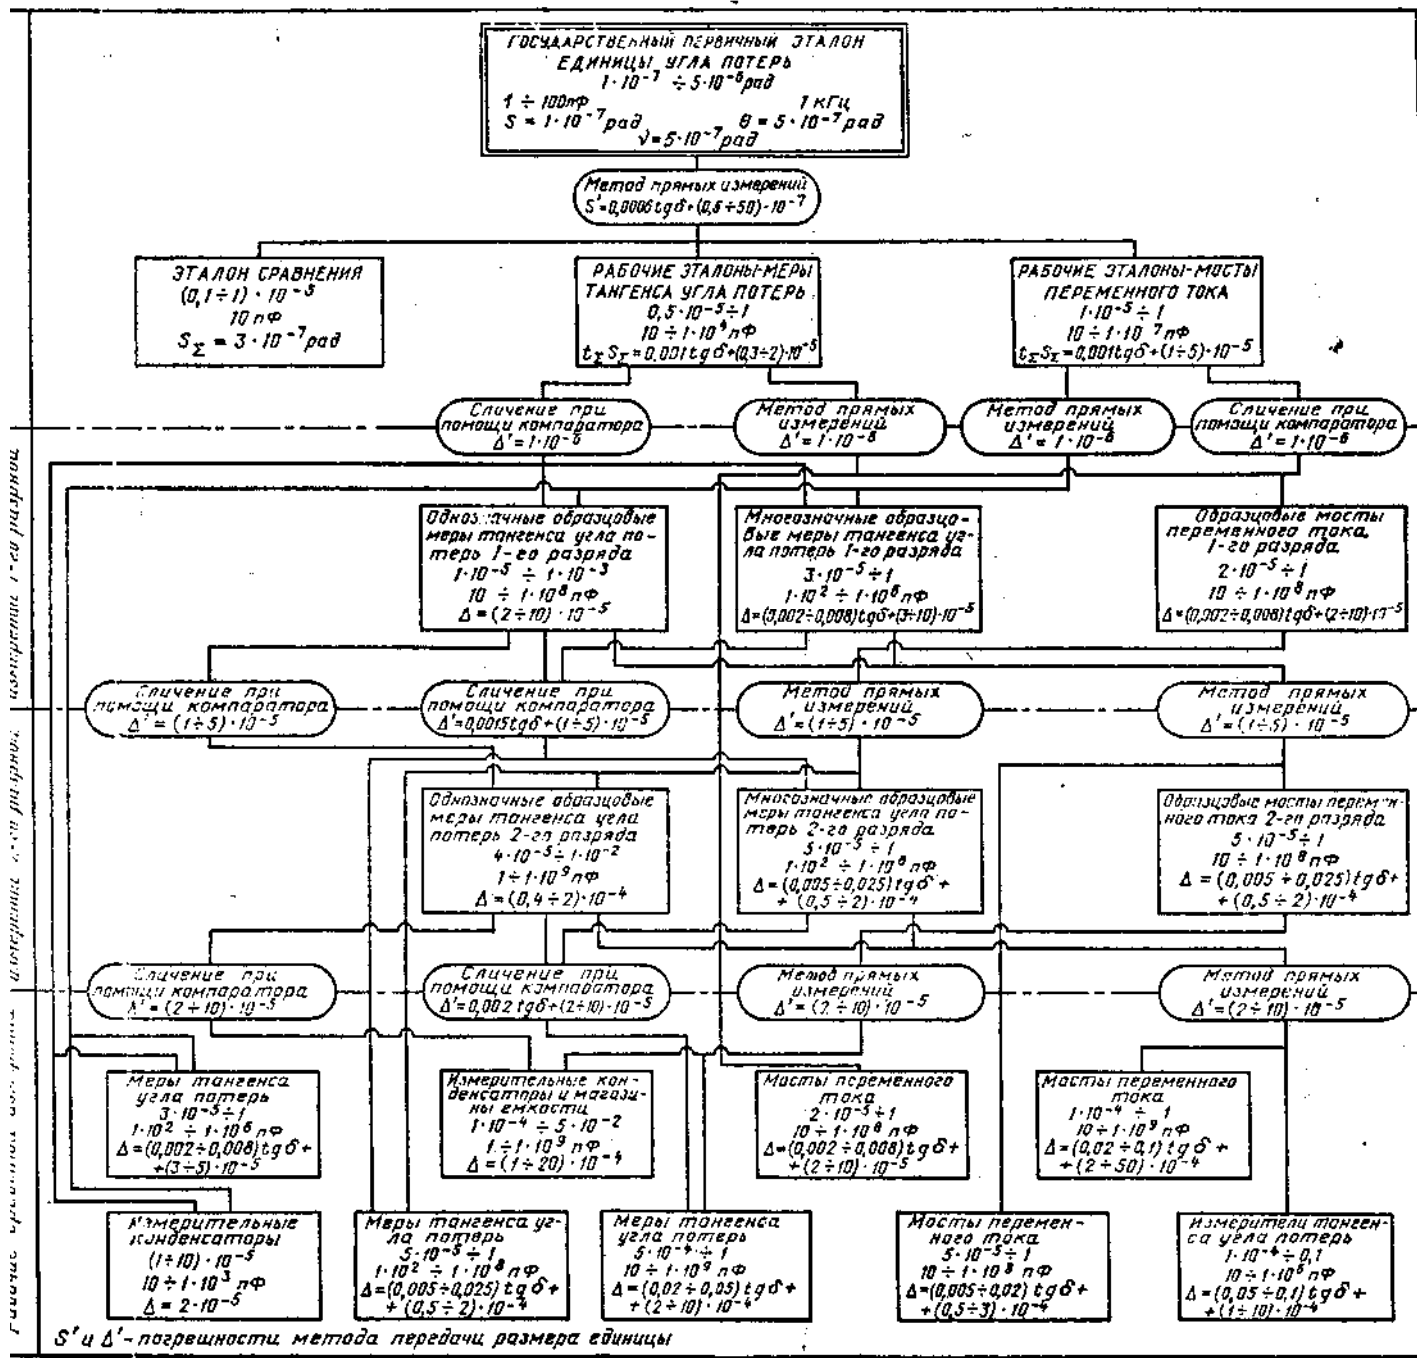 ГОСУДАРСТВЕННЫЙ ПЕРВИЧНЫЙ ЭТАЛОН
ЕДИНИЦЫ УГЛА ПОТЕРЬ
1·10⁻⁷ ÷ 5·10⁻⁶ рад
1 ÷ 100 пФ 1 кГц
S = 1·10⁻⁷ рад θ = 5·10⁻⁷ рад
ν = 5·10⁻⁷ рад
Метод прямых измерений
S' = 0,0006 tgδ + (0,8÷50)·10⁻⁷
ЭТАЛОН СРАВНЕНИЯ
(0,1÷1)·10⁻³
10 пФ
S_Σ = 3·10⁻⁷ рад
РАБОЧИЕ ЭТАЛОНЫ-МЕРЫ
ТАНГЕНСА УГЛА ПОТЕРЬ
0,5·10⁻⁵ ÷ 1
10 ÷ 1·10⁴ пФ
t_Σ S_Σ = 0,001 tgδ + (0,3÷2)·10⁻⁵
РАБОЧИЕ ЭТАЛОНЫ-МОСТЫ
ПЕРЕМЕННОГО ТОКА
1·10⁻⁵ ÷ 1
10 ÷ 1·10⁷ пФ
t_Σ S_Σ = 0,001 tgδ + (1÷5)·10⁻⁵
Сличение при
помощи компаратора
Δ' = 1·10⁻⁶
Метод прямых
измерений
Δ' = 1·10⁻⁶
Метод прямых
измерений
Δ' = 1·10⁻⁶
Сличение при
помощи компаратора
Δ' = 1·10⁻⁶
Однозначные образцовые
меры тангенса угла по-
терь 1-го разряда
1·10⁻⁵ ÷ 1·10⁻³
10 ÷ 1·10⁸ пФ
Δ = (2÷10)·10⁻⁵
Многозначные образцо-
вые меры тангенса уг-
ла потерь 1-го разряда
3·10⁻⁵ ÷ 1
1·10² ÷ 1·10⁶ пФ
Δ = (0,002÷0,008) tgδ + (3÷10)·10⁻⁵
Образцовые мосты
переменного тока
1-го разряда
2·10⁻⁵ ÷ 1
10 ÷ 1·10⁸ пФ
Δ = (0,002÷0,008) tgδ + (2÷10)·10⁻⁵
Сличение при
помощи компаратора
Δ' = (1÷5)·10⁻⁵
Сличение при
помощи компаратора
Δ' = 0,0015 tgδ + (1÷5)·10⁻⁵
Метод прямых
измерений
Δ' = (1÷5)·10⁻⁵
Метод прямых
измерений
Δ' = (1÷5)·10⁻⁵
Однозначные образцовые
меры тангенса угла
потерь 2-го разряда
4·10⁻⁵ ÷ 1·10⁻²
1 ÷ 1·10⁹ пФ
Δ = (0,4÷2)·10⁻⁴
Многозначные образцовые
меры тангенса угла по-
терь 2-го разряда
5·10⁻⁵ ÷ 1
1·10² ÷ 1·10⁸ пФ
Δ = (0,005÷0,025) tgδ +
+ (0,5÷2)·10⁻⁴
Образцовые мосты перемен-
ного тока 2-го разряда
5·10⁻⁵ ÷ 1
10 ÷ 1·10⁸ пФ
Δ = (0,005÷0,025) tgδ +
+ (0,5÷2)·10⁻⁴
Сличение при
помощи компаратора
Δ' = (2÷10)·10⁻⁵
Сличение при
помощи компаратора
Δ' = 0,002 tgδ + (2÷10)·10⁻⁵
Метод прямых
измерений
Δ' = (2÷10)·10⁻⁵
Метод прямых
измерений
Δ' = (2÷10)·10⁻⁵
Меры тангенса
угла потерь
3·10⁻⁵ ÷ 1
1·10² ÷ 1·10⁶ пФ
Δ = (0,002÷0,008) tgδ +
+ (3÷5)·10⁻⁵
Измерительные кон-
денсаторы и магази-
ны емкости
1·10⁻⁴ ÷ 5·10⁻²
1 ÷ 1·10⁹ пФ
Δ = (1÷20)·10⁻⁴
Мосты переменного
тока
2·10⁻⁵ ÷ 1
10 ÷ 1·10⁸ пФ
Δ = (0,002÷0,008) tgδ +
+ (2÷10)·10⁻⁵
Мосты переменного
тока
1·10⁻⁴ ÷ 1
10 ÷ 1·10⁹ пФ
Δ = (0,02÷0,1) tgδ +
+ (2÷50)·10⁻⁴
Измерительные
конденсаторы
(1÷10)·10⁻⁵
10 ÷ 1·10³ пФ
Δ = 2·10⁻⁵
Меры тангенса уг-
ла потерь
5·10⁻⁵ ÷ 1
1·10² ÷ 1·10⁸ пФ
Δ = (0,005÷0,025) tgδ +
+ (0,5÷2)·10⁻⁴
Меры тангенса
угла потерь
5·10⁻⁴ ÷ 1
10 ÷ 1·10⁹ пФ
Δ = (0,02÷0,05) tgδ +
+ (2÷10)·10⁻⁴
Мосты перемен-
ного тока
5·10⁻⁵ ÷ 1
10 ÷ 1·10⁸ пФ
Δ = (0,005÷0,02) tgδ +
+ (0,5÷3)·10⁻⁴
Измерители танген-
са угла потерь
1·10⁻⁴ ÷ 0,1
10 ÷ 1·10⁶ пФ
Δ = (0,05÷0,1) tgδ +
+ (1÷10)·10⁻⁴
S' и Δ' - погрешности метода передачи размера единицы